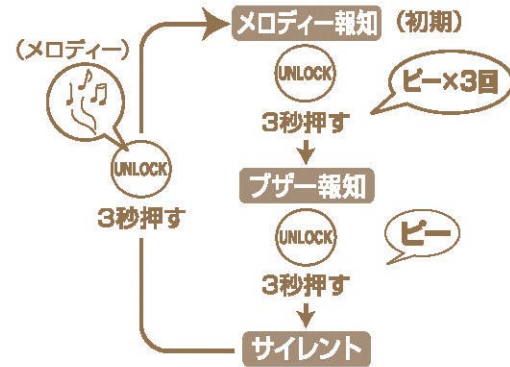 メロディー報知 (初期)
(メロディー)
UNLOCK
ピー×3回
3秒押す
UNLOCK
3秒押す
ブザー報知
UNLOCK
ピー
3秒押す
サイレント